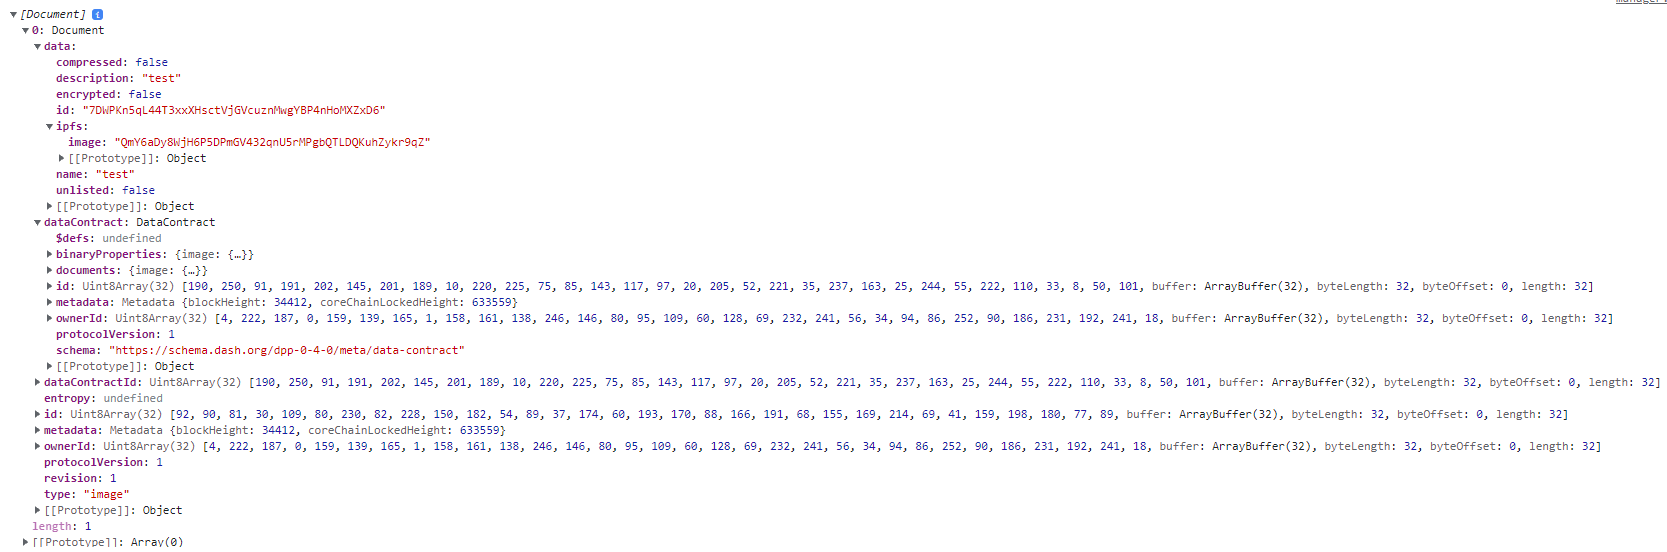 [Document] i
0: Document
data:
compressed: false
description: "test"
encrypted: false
id: "7DWPKn5qL44T3xxXHsctVjGVcuznMwgYBP4nHoMXZxD6"
ipfs:
image: "QmY6aDy8WjH6P5DPmGV432qnU5rMPgbQTLDQKuhZykr9qZ"
[[Prototype]]: Object
name: "test"
unlisted: false
[[Prototype]]: Object
dataContract: DataContract
$defs: undefined
binaryProperties: {image: {…}}
documents: {image: {…}}
id: Uint8Array(32) [190, 250, 91, 191, 202, 145, 201, 189, 10, 220, 225, 75, 85, 143, 117, 97, 20, 205, 52, 221, 35, 237, 163, 25, 244, 55, 222, 110, 33, 8, 50, 101, buffer: ArrayBuffer(32), byteLength: 32, byteOffset: 0, length: 32]
metadata: Metadata {blockHeight: 34412, coreChainLockedHeight: 633559}
ownerId: Uint8Array(32) [4, 222, 187, 0, 159, 139, 165, 1, 158, 161, 138, 246, 146, 80, 95, 109, 60, 128, 69, 232, 241, 56, 34, 94, 86, 252, 90, 186, 231, 192, 241, 18, buffer: ArrayBuffer(32), byteLength: 32, byteOffset: 0, length: 32]
protocolVersion: 1
schema: "https://schema.dash.org/dpp-0-4-0/meta/data-contract"
[[Prototype]]: Object
dataContractId: Uint8Array(32) [190, 250, 91, 191, 202, 145, 201, 189, 10, 220, 225, 75, 85, 143, 117, 97, 20, 205, 52, 221, 35, 237, 163, 25, 244, 55, 222, 110, 33, 8, 50, 101, buffer: ArrayBuffer(32), byteLength: 32, byteOffset: 0, length: 32]
entropy: undefined
id: Uint8Array(32) [92, 90, 81, 30, 109, 80, 230, 82, 228, 150, 182, 54, 89, 37, 174, 60, 193, 170, 88, 166, 191, 68, 155, 169, 214, 69, 41, 159, 198, 180, 77, 89, buffer: ArrayBuffer(32), byteLength: 32, byteOffset: 0, length: 32]
metadata: Metadata {blockHeight: 34412, coreChainLockedHeight: 633559}
ownerId: Uint8Array(32) [4, 222, 187, 0, 159, 139, 165, 1, 158, 161, 138, 246, 146, 80, 95, 109, 60, 128, 69, 232, 241, 56, 34, 94, 86, 252, 90, 186, 231, 192, 241, 18, buffer: ArrayBuffer(32), byteLength: 32, byteOffset: 0, length: 32]
protocolVersion: 1
revision: 1
type: "image"
[[Prototype]]: Object
length: 1
[[Prototype]]: Array(0)